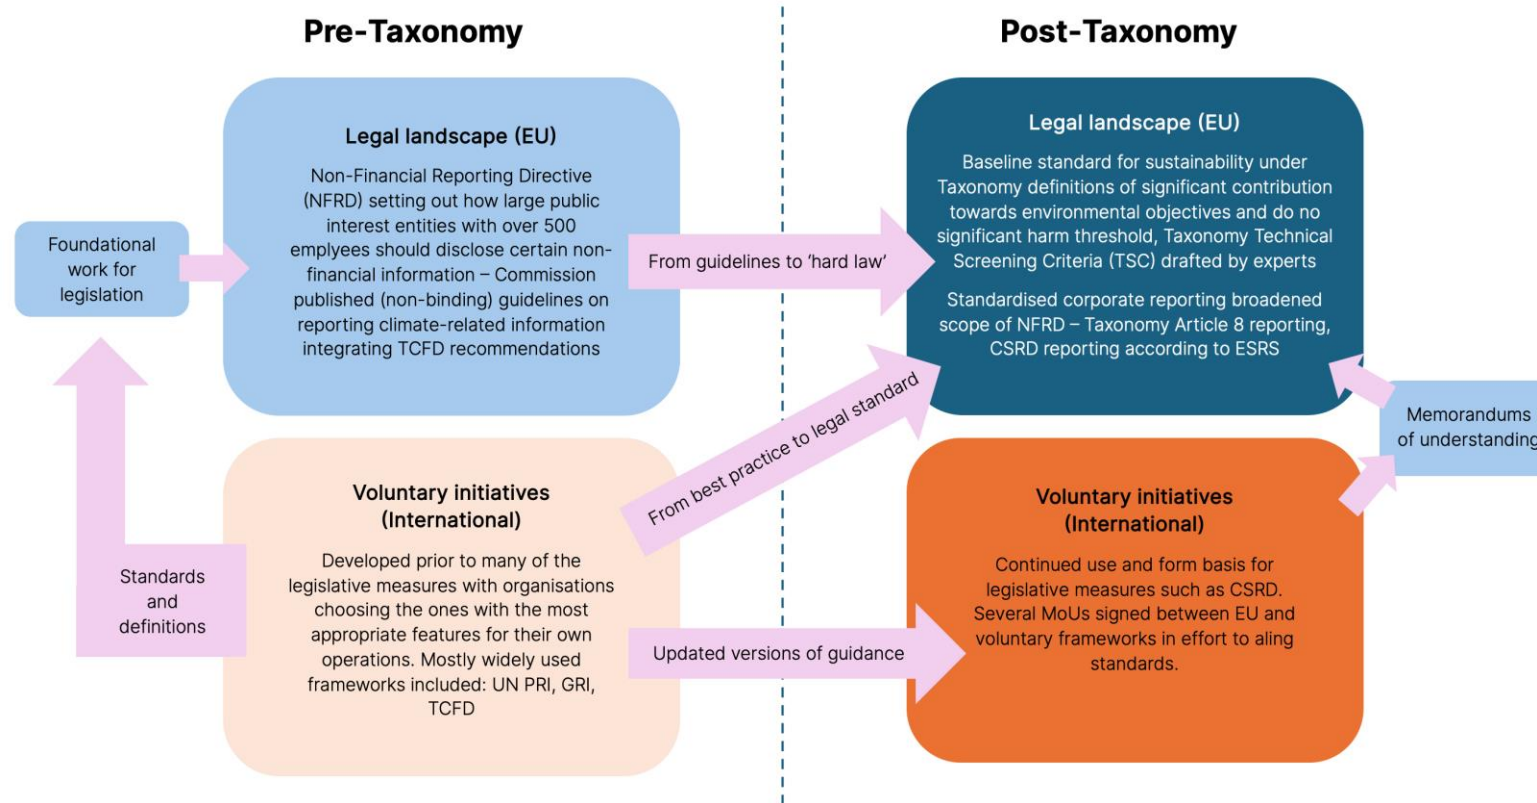 Pre-Taxonomy
Post-Taxonomy
Legal landscape (EU)
Non-Financial Reporting Directive
(NFRD) setting out how large public
interest entities with over 500
emplyees should disclose certain non-
financial information – Commission
published (non-binding) guidelines on
reporting climate-related information
integrating TCFD recommendations
Foundational
work for
legislation
From guidelines to ‘hard law’
Legal landscape (EU)
Baseline standard for sustainability under
Taxonomy definitions of significant contribution
towards environmental objectives and do no
significant harm threshold, Taxonomy Technical
Screening Criteria (TSC) drafted by experts
Standardised corporate reporting broadened
scope of NFRD – Taxonomy Article 8 reporting,
CSRD reporting according to ESRS
From best practice to legal standard
Memorandums
of understanding
Standards
and
definitions
Voluntary initiatives
(International)
Developed prior to many of the
legislative measures with organisations
choosing the ones with the most
appropriate features for their own
operations. Mostly widely used
frameworks included: UN PRI, GRI,
TCFD
Updated versions of guidance
Voluntary initiatives
(International)
Continued use and form basis for
legislative measures such as CSRD.
Several MoUs signed between EU and
voluntary frameworks in effort to aling
standards.